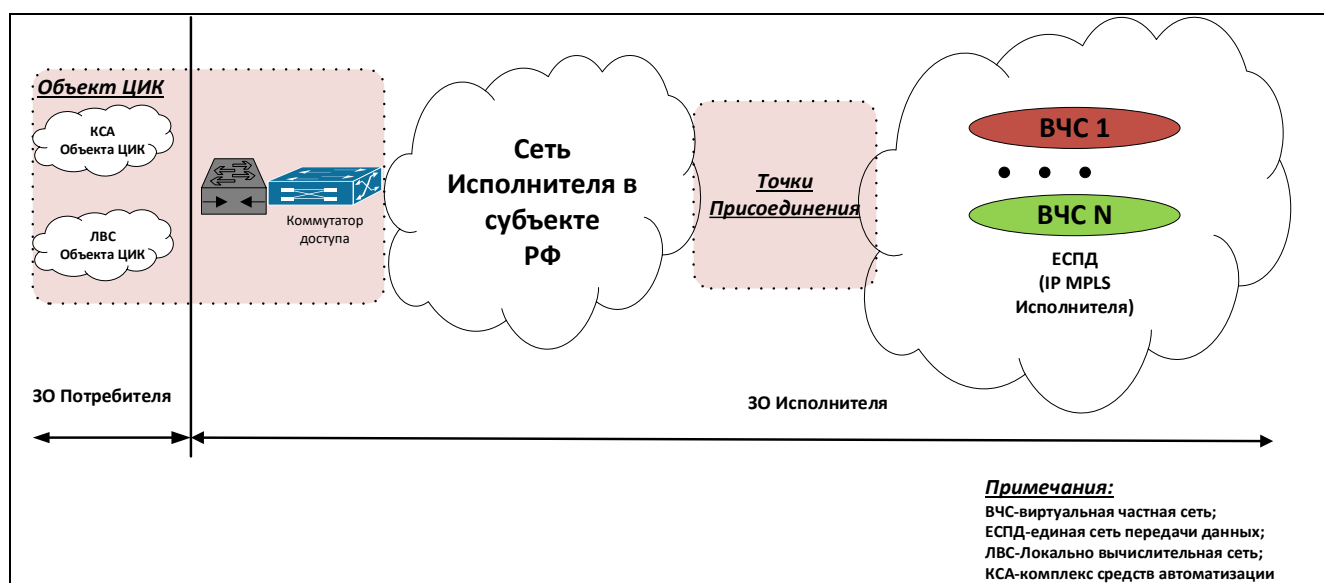 Объект ЦИК
КСА
Объекта ЦИК
ЛВС
Объекта ЦИК
Коммутатор
доступа
Сеть
Исполнителя в
субъекте
РФ
Точки
Присоединения
ВЧС 1
ВЧС N
ЕСПД
(IP MPLS
Исполнителя)
ЗО Потребителя
ЗО Исполнителя
Примечания:
ВЧС-виртуальная частная сеть;
ЕСПД-единая сеть передачи данных;
ЛВС-Локально вычислительная сеть;
КСА-комплекс средств автоматизации